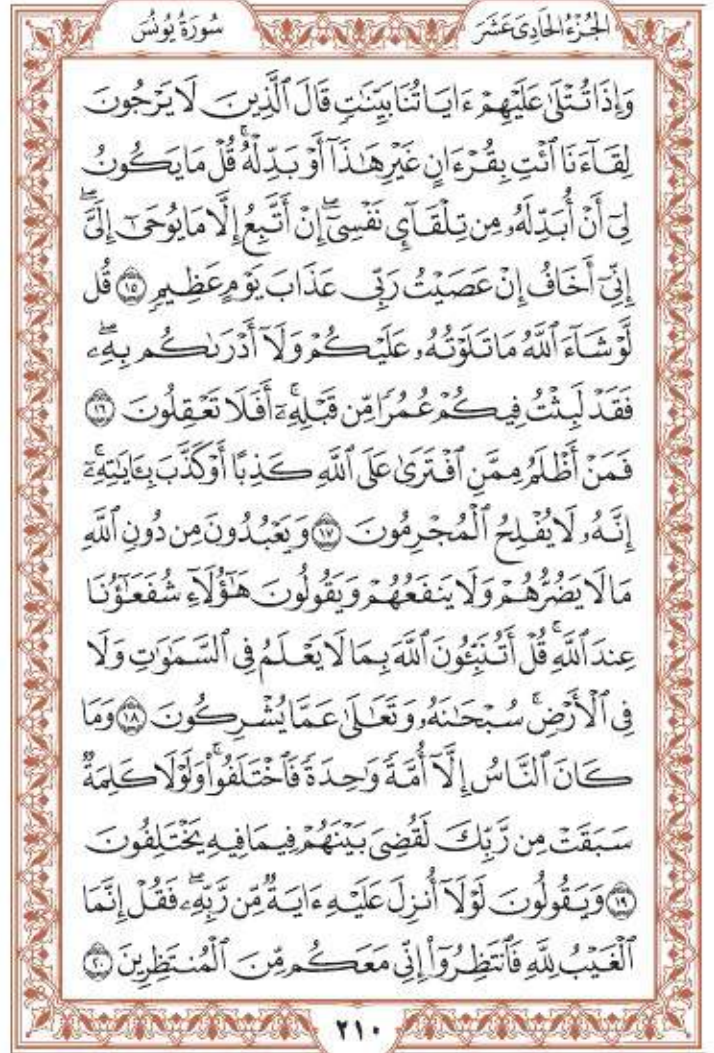 الجُزْءُ الحَادِى عَشَرَ سُورَةُ يُونُسَ
وَإِذَا تُتْلَىٰ عَلَيْهِمْ ءَايَاتُنَا بَيِّنَٰتٍ قَالَ ٱلَّذِينَ لَا يَرْجُونَ
لِقَآءَنَا ٱئْتِ بِقُرْءَانٍ غَيْرِ هَٰذَآ أَوْ بَدِّلْهُ ۚ قُلْ مَا يَكُونُ
لِىٓ أَنْ أُبَدِّلَهُۥ مِن تِلْقَآئِ نَفْسِىٓ ۖ إِنْ أَتَّبِعُ إِلَّا مَا يُوحَىٰٓ إِلَىَّ ۖ
إِنِّىٓ أَخَافُ إِنْ عَصَيْتُ رَبِّى عَذَابَ يَوْمٍ عَظِيمٍ ١٥ قُل
لَّوْ شَآءَ ٱللَّهُ مَا تَلَوْتُهُۥ عَلَيْكُمْ وَلَآ أَدْرَىٰكُم بِهِۦ ۖ
فَقَدْ لَبِثْتُ فِيكُمْ عُمُرًا مِّن قَبْلِهِۦٓ ۚ أَفَلَا تَعْقِلُونَ ١٦
فَمَنْ أَظْلَمُ مِمَّنِ ٱفْتَرَىٰ عَلَى ٱللَّهِ كَذِبًا أَوْ كَذَّبَ بِـَٔايَٰتِهِۦٓ ۚ
إِنَّهُۥ لَا يُفْلِحُ ٱلْمُجْرِمُونَ ١٧ وَيَعْبُدُونَ مِن دُونِ ٱللَّهِ
مَا لَا يَضُرُّهُمْ وَلَا يَنفَعُهُمْ وَيَقُولُونَ هَٰٓؤُلَآءِ شُفَعَٰٓؤُنَا
عِندَ ٱللَّهِ ۚ قُلْ أَتُنَبِّـُٔونَ ٱللَّهَ بِمَا لَا يَعْلَمُ فِى ٱلسَّمَٰوَٰتِ وَلَا
فِى ٱلْأَرْضِ ۚ سُبْحَٰنَهُۥ وَتَعَٰلَىٰ عَمَّا يُشْرِكُونَ ١٨ وَمَا
كَانَ ٱلنَّاسُ إِلَّآ أُمَّةً وَٰحِدَةً فَٱخْتَلَفُوا۟ ۚ وَلَوْلَا كَلِمَةٌ
سَبَقَتْ مِن رَّبِّكَ لَقُضِىَ بَيْنَهُمْ فِيمَا فِيهِ يَخْتَلِفُونَ
١٩ وَيَقُولُونَ لَوْلَآ أُنزِلَ عَلَيْهِ ءَايَةٌ مِّن رَّبِّهِۦ ۖ فَقُلْ إِنَّمَا
ٱلْغَيْبُ لِلَّهِ فَٱنتَظِرُوٓا۟ إِنِّى مَعَكُم مِّنَ ٱلْمُنتَظِرِينَ ٢٠
٢١٠